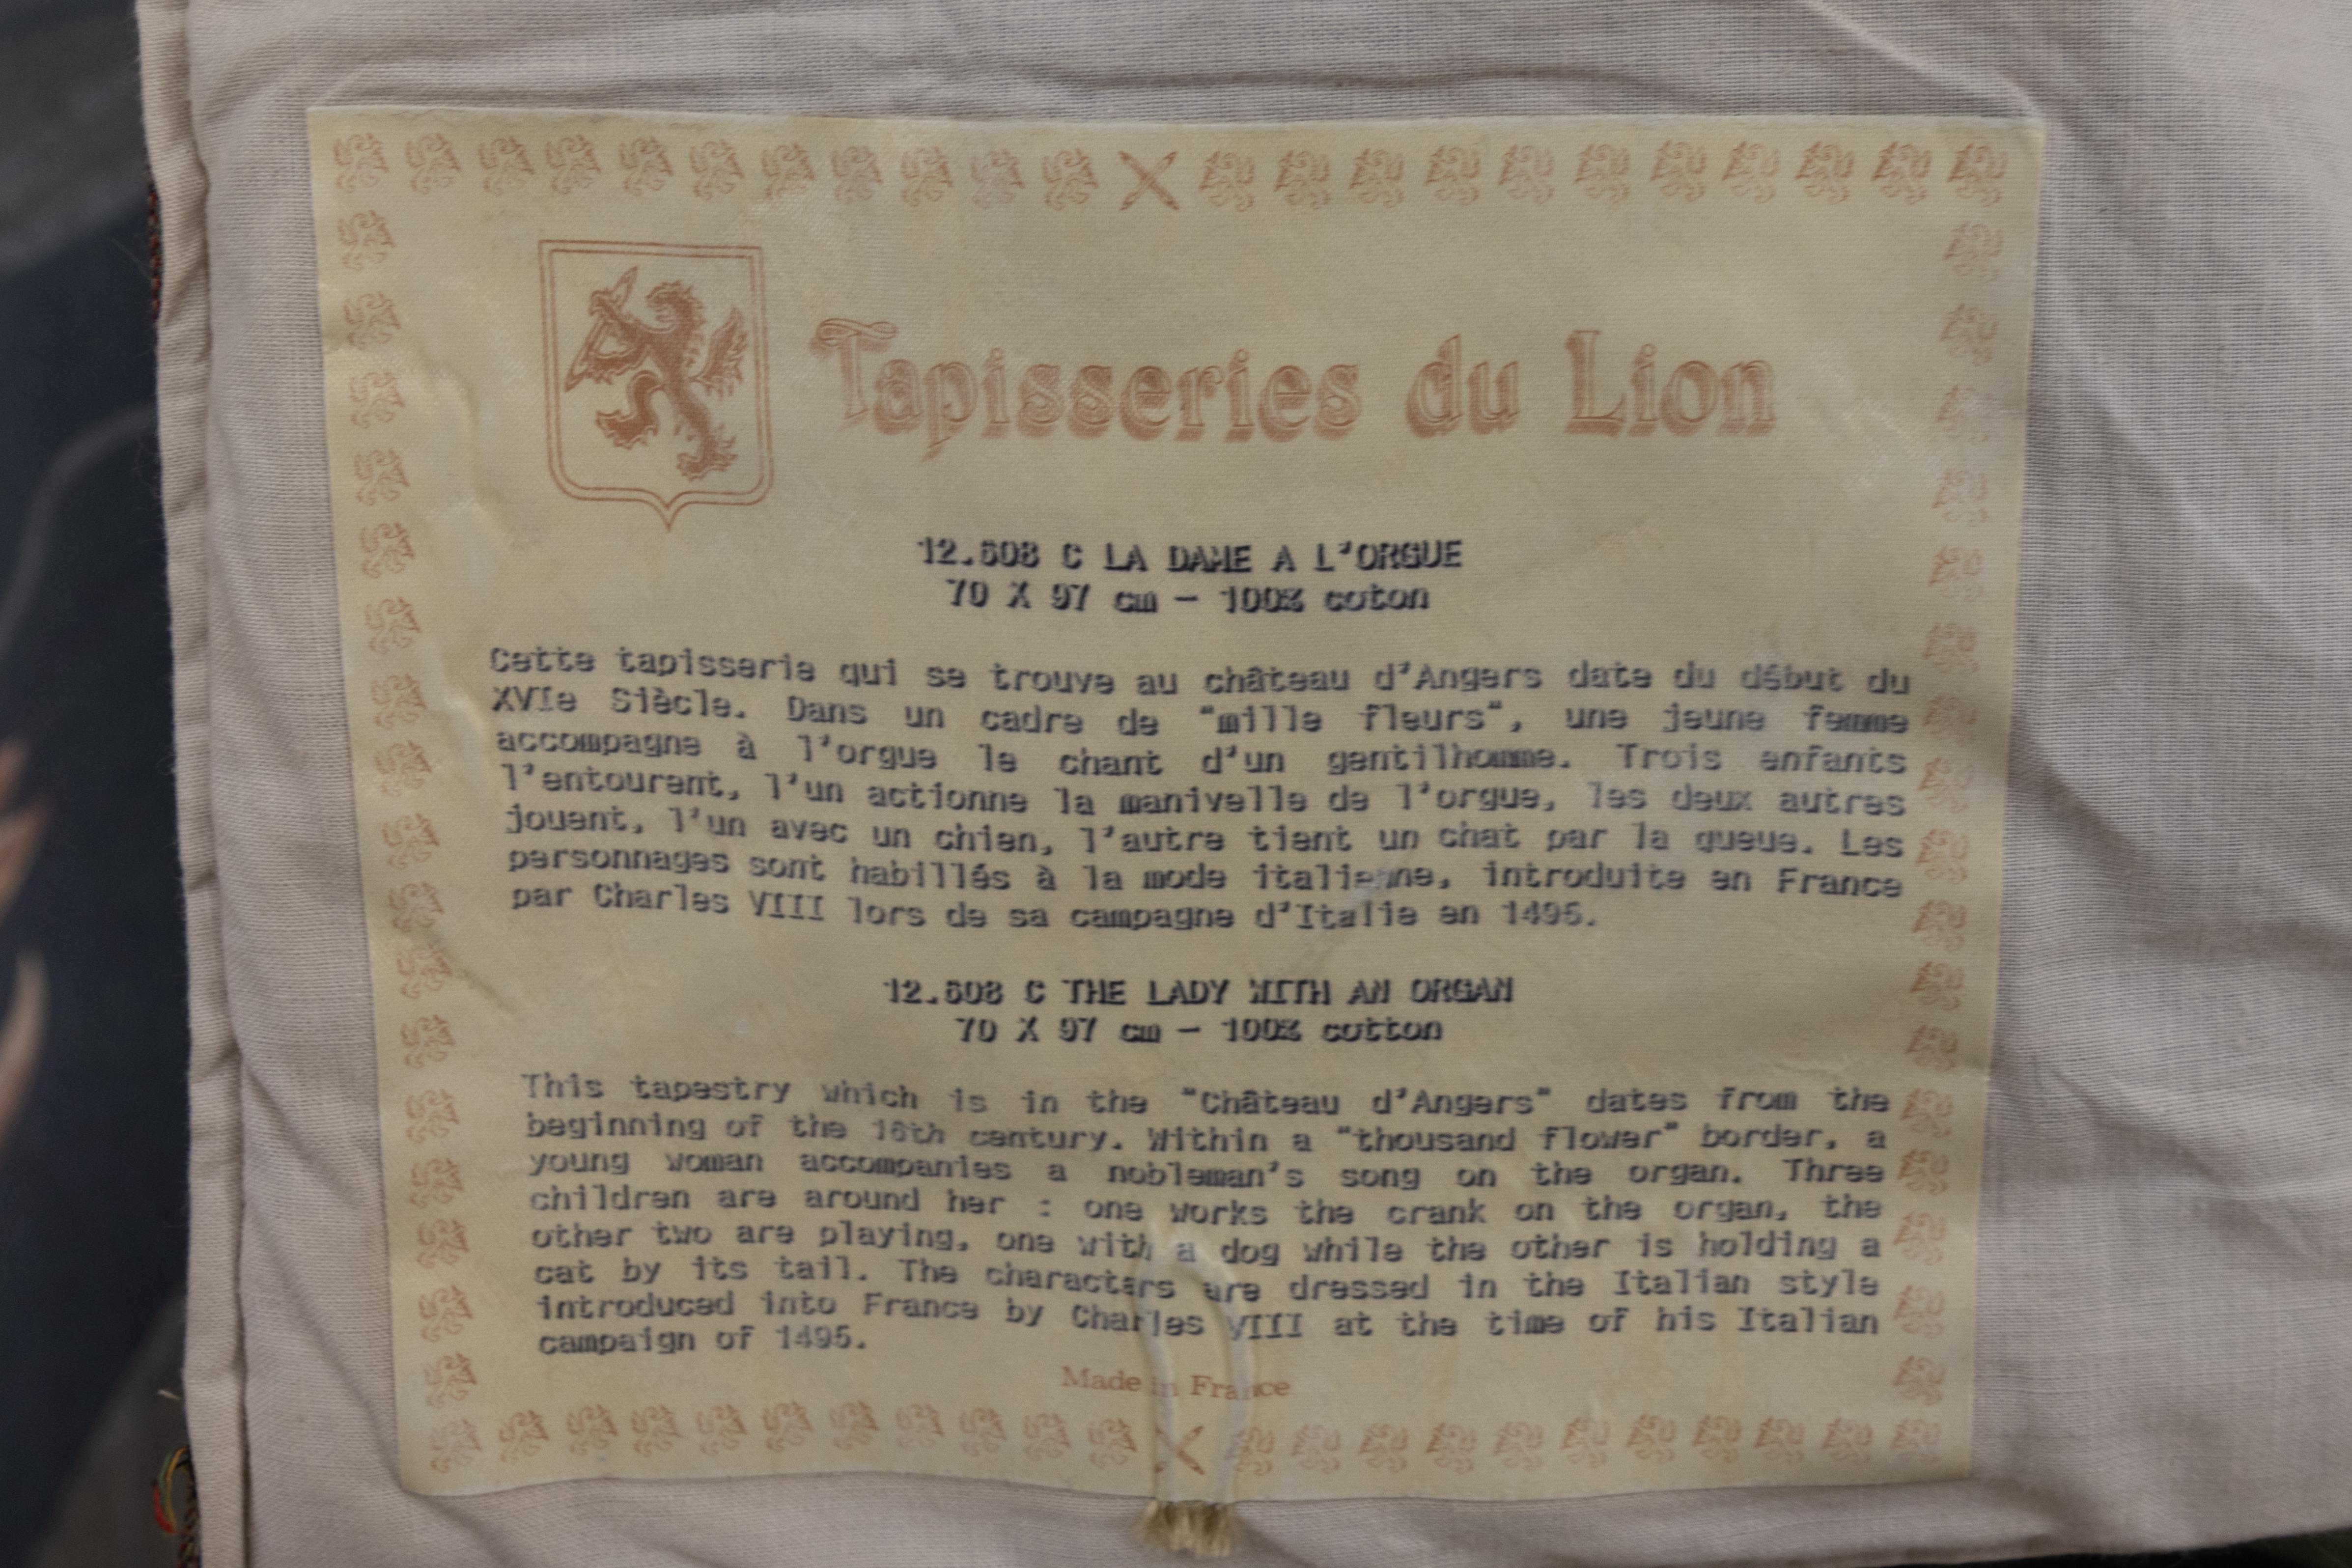 Tapisseries du Lion
12.608 C LA DAME A L'ORGUE
70 X 97 cm - 100% coton
Cette tapisserie qui se trouve au château d'Angers date du début du
XVIe Siècle. Dans un cadre de "mille fleurs", une jeune femme
accompagne à l'orgue le chant d'un gentilhomme. Trois enfants
l'entourent, l'un actionne la manivelle de l'orgue, les deux autres
jouent, l'un avec un chien, l'autre tient un chat par la queue. Les
personnages sont habillés à la mode italienne, introduite en France
par Charles VIII lors de sa campagne d'Italie en 1495.
12.608 C THE LADY WITH AN ORGAN
70 X 97 cm - 100% cotton
This tapestry which is in the "Château d'Angers" dates from the
beginning of the 16th century. Within a "thousand flower" border, a
young woman accompanies a nobleman's song on the organ. Three
children are around her : one works the crank on the organ, the
other two are playing, one with a dog while the other is holding a
cat by its tail. The characters are dressed in the Italian style
introduced into France by Charles VIII at the time of his Italian
campaign of 1495.
Made in France